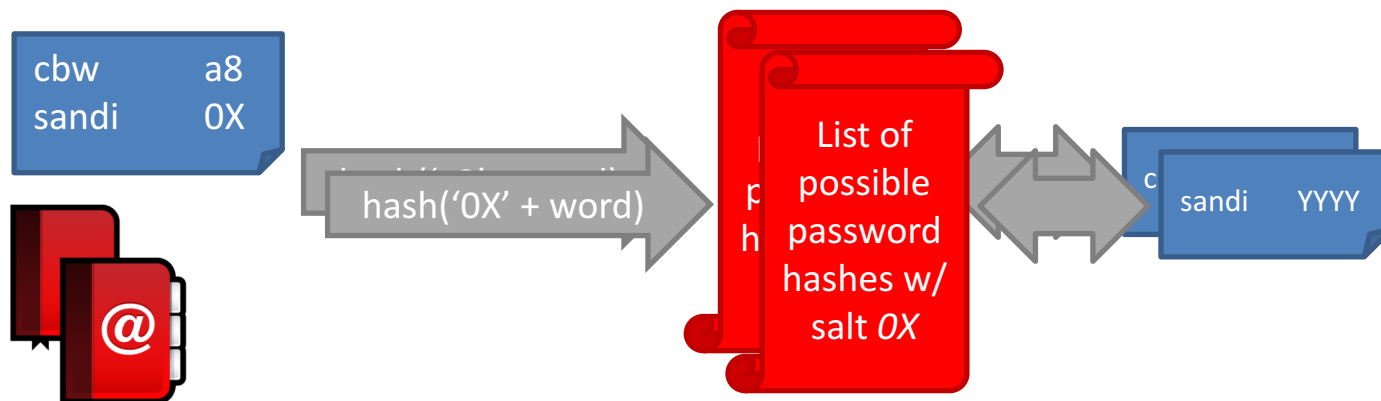 cbw a8
sandi 0X
hash(‘0X’ + word)
List of
possible
password
hashes w/
salt 0X
sandi YYYY
@